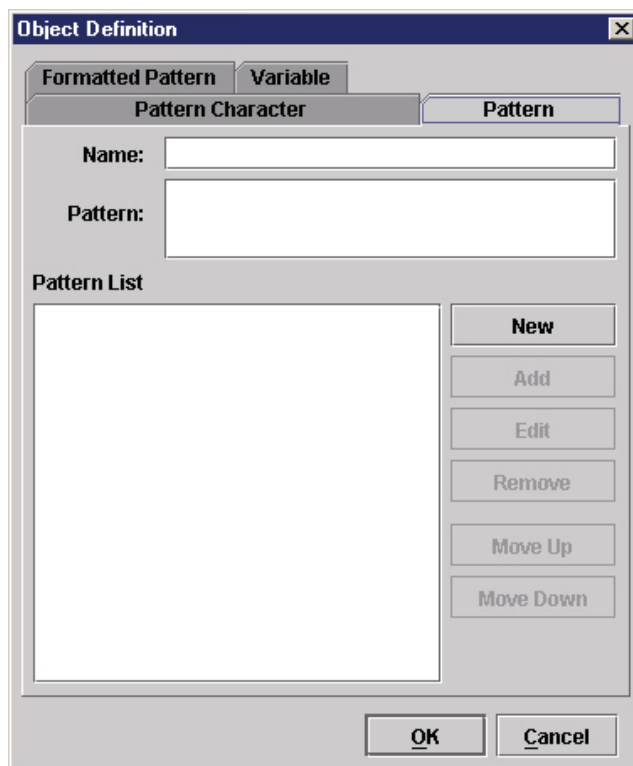 Object Definition
Formatted Pattern Variable
Pattern Character Pattern
Name:
Pattern:
Pattern List
New
Add
Edit
Remove
Move Up
Move Down
OK Cancel